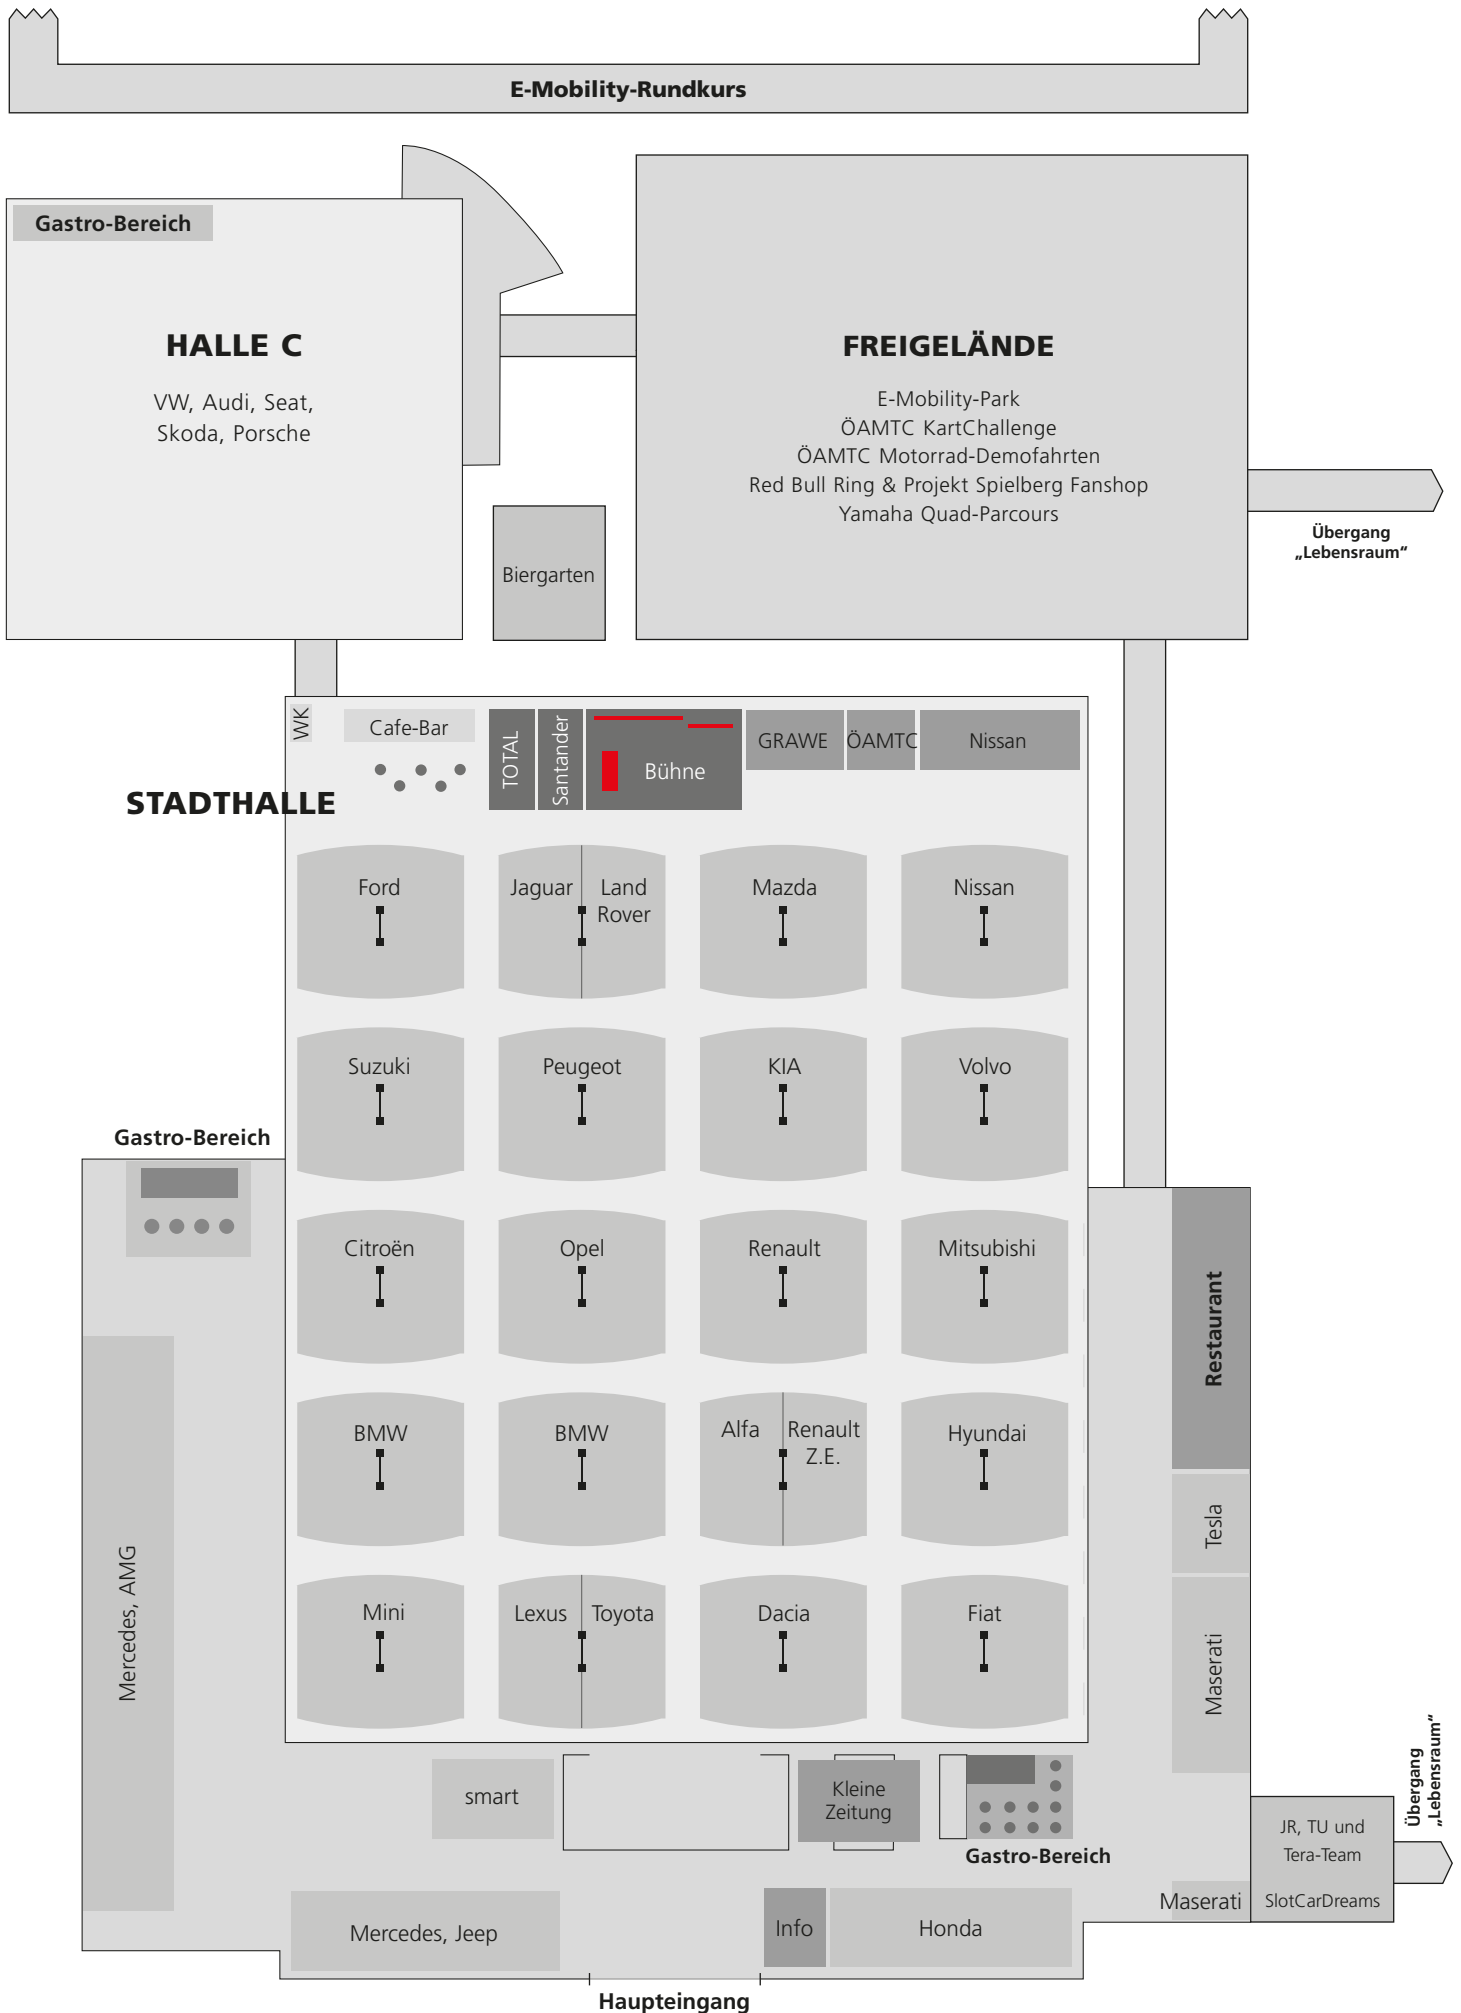 E-Mobility-Rundkurs
Gastro-Bereich
HALLE C
VW, Audi, Seat,
Skoda, Porsche
FREIGELÄNDE
E-Mobility-Park
ÖAMTC KartChallenge
ÖAMTC Motorrad-Demofahrten
Red Bull Ring & Projekt Spielberg Fanshop
Yamaha Quad-Parcours
Übergang
„Lebensraum“
Biergarten
WK
Cafe-Bar
TOTAL
Santander
Bühne
GRAWE
ÖAMTC
Nissan
STADTHALLE
Ford
Jaguar
Land
Rover
Mazda
Nissan
Suzuki
Peugeot
KIA
Volvo
Gastro-Bereich
Citroën
Opel
Renault
Mitsubishi
Restaurant
BMW
BMW
Alfa
Renault
Z.E.
Hyundai
Tesla
Mercedes, AMG
Mini
Lexus
Toyota
Dacia
Fiat
Maserati
smart
Kleine
Zeitung
Gastro-Bereich
Übergang
„Lebensraum“
JR, TU und
Tera-Team
SlotCarDreams
Maserati
Mercedes, Jeep
Info
Honda
Haupteingang